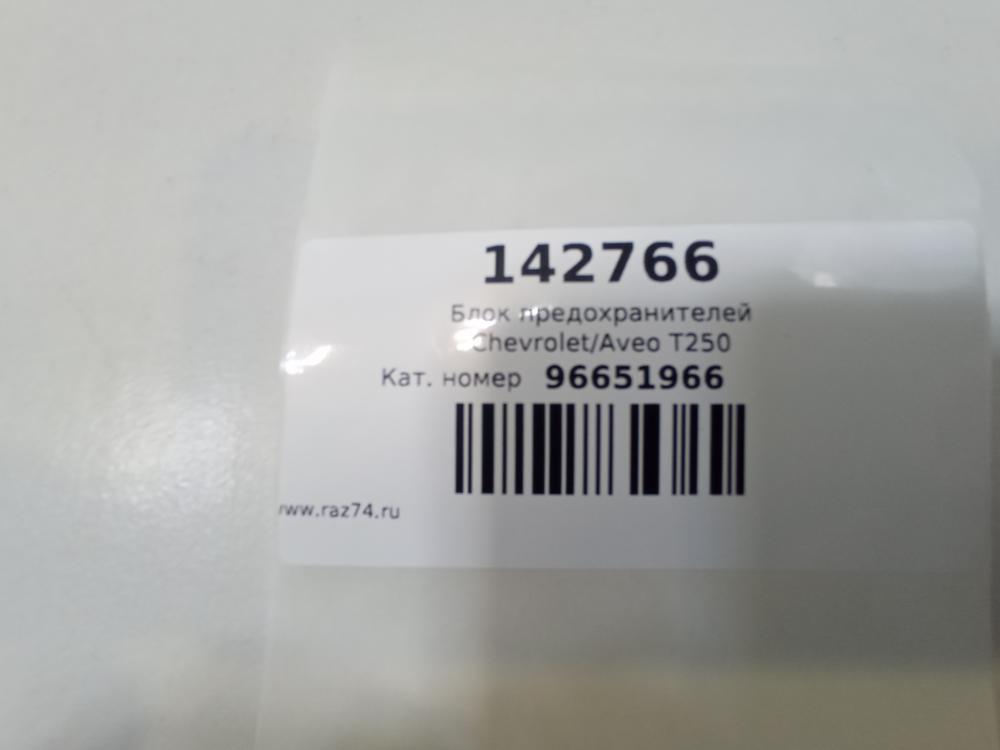 142766
Блок предохранителей
Chevrolet/Aveo T250
Кат. номер 96651966
www.raz74.ru